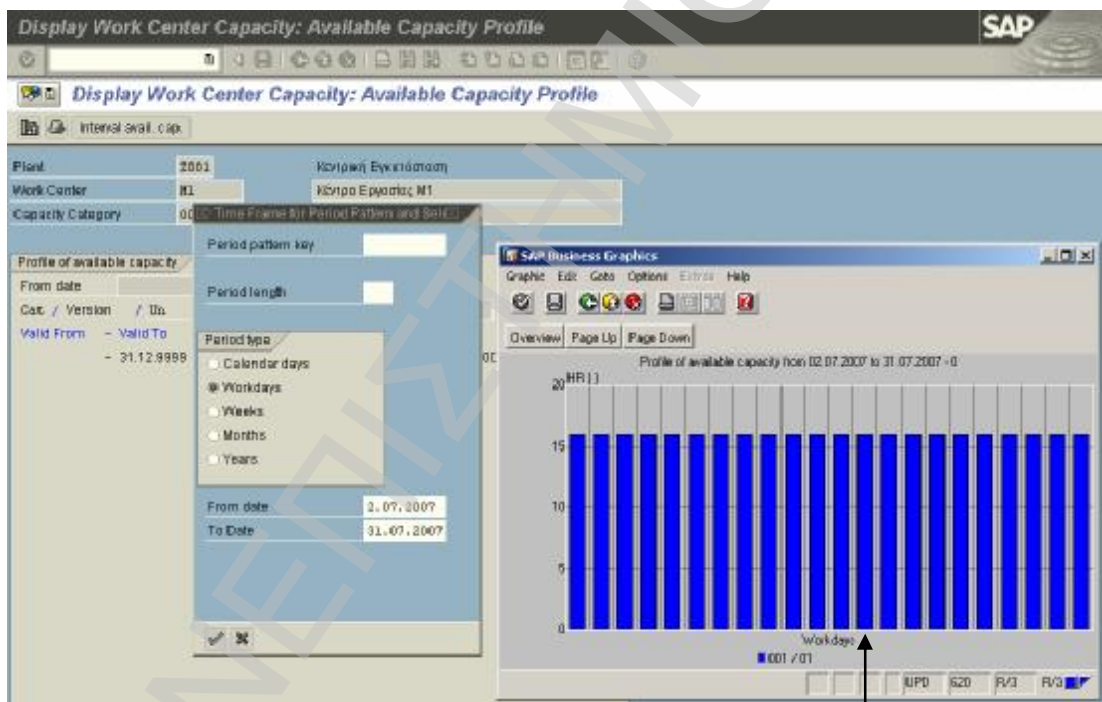 Display Work Center Capacity: Available Capacity Profile
SAP
Display Work Center Capacity: Available Capacity Profile
Interval avail. cap.
Plant 2001 Κεντρική Εγκατάσταση
Work Center M1 Κέντρο Εργασίας M1
Capacity Category 00
Time Frame for Period Pattern and Sel
Period pattern key
Period length
Period type
Calendar days
Workdays
Weeks
Months
Years
From date 2.07.2007
To Date 31.07.2007
Profile of available capacity
From date
Cat. / Version / Un.
Valid From - Valid To
- 31.12.9999
SAP Business Graphics
Graphic Edit Goto Options Extras Help
Overview Page Up Page Down
Profile of available capacity from 02.07.2007 to 31.07.2007 - 0
HR ( )
20
15
10
5
0
Workdays
001 / 01
UPD 620 R/3 R/3
ΕΠΙΣΤΗΜΙΟ